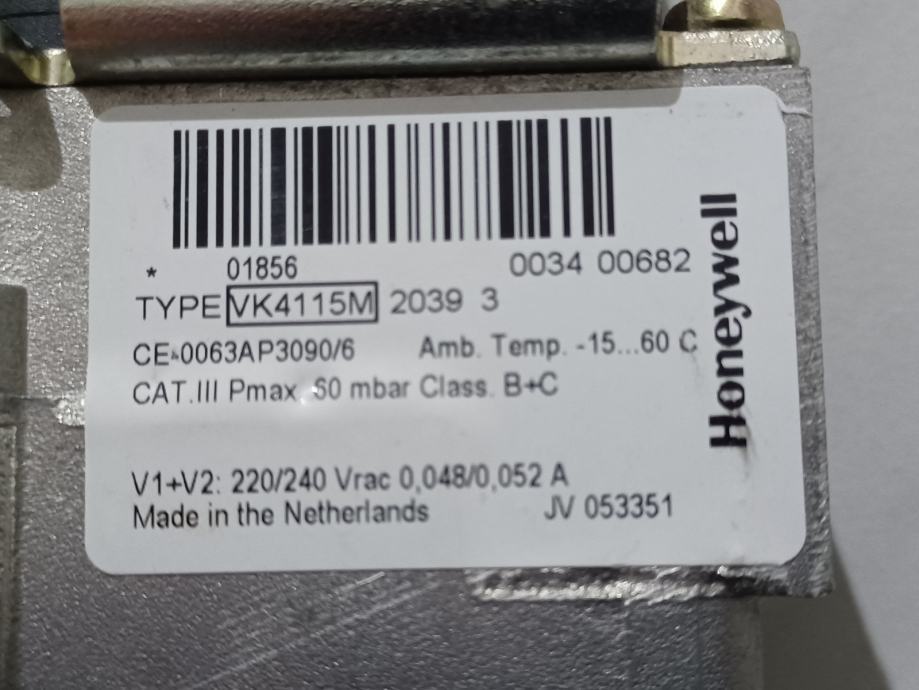 * 01856 0034 00682
TYPE VK4115M 2039 3
CE-0063AP3090/6 Amb. Temp. -15...60 C
CAT.III Pmax. 60 mbar Class. B+C
V1+V2: 220/240 Vrac 0,048/0,052 A
Made in the Netherlands JV 053351
Honeywell